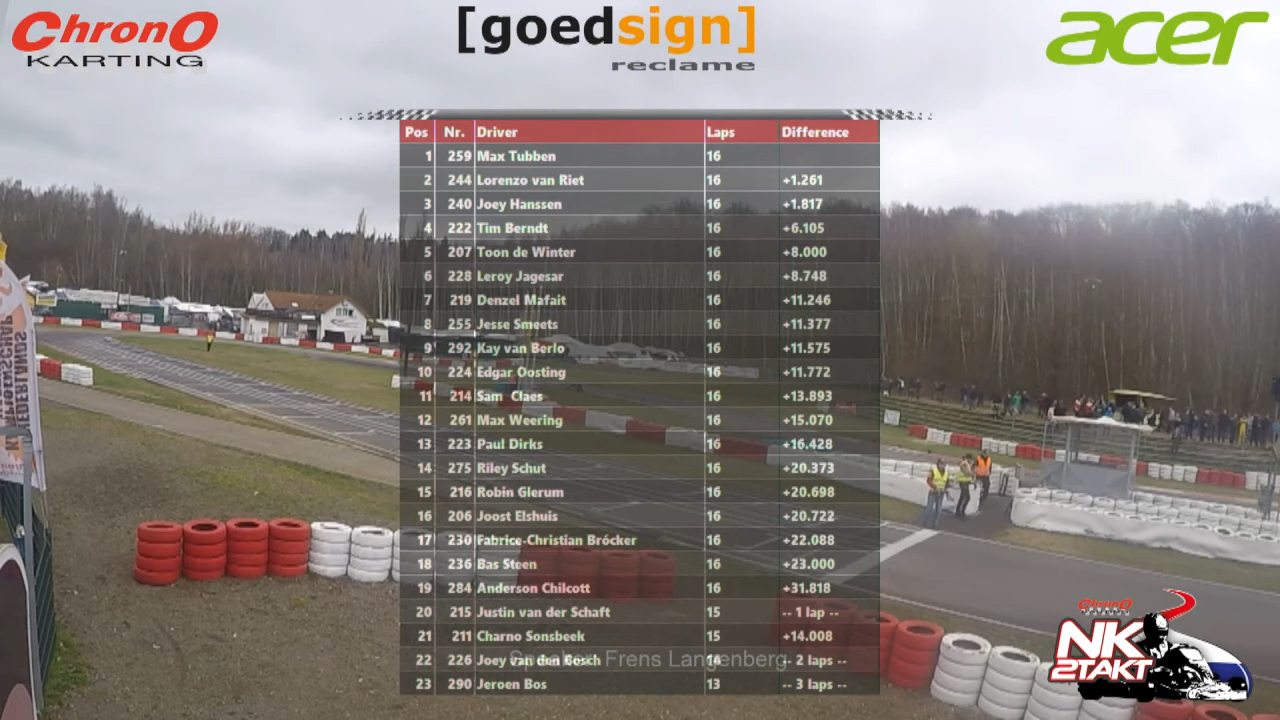 ChronO
KARTING
[goedsign]
reclame
acer
Pos Nr. Driver Laps Difference
1 259 Max Tubben 16
2 244 Lorenzo van Riet 16 +1.261
3 240 Joey Hanssen 16 +1.817
4 222 Tim Berndt 16 +6.105
5 207 Toon de Winter 16 +8.000
6 228 Leroy Jagesar 16 +8.748
7 219 Denzel Mafait 16 +11.246
8 255 Jesse Smeets 16 +11.377
9 292 Kay van Berlo 16 +11.575
10 224 Edgar Oosting 16 +11.772
11 214 Sam Claes 16 +13.893
12 261 Max Weering 16 +15.070
13 223 Paul Dirks 16 +16.428
14 275 Riley Schut 16 +20.373
15 216 Robin Glerum 16 +20.698
16 206 Joost Elshuis 16 +20.722
17 230 Fabrice-Christian Brócker 16 +22.088
18 236 Bas Steen 16 +23.000
19 284 Anderson Chilcott 16 +31.818
20 215 Justin van der Schaft 15 -- 1 lap --
21 211 Charno Sonsbeek 15 +14.008
22 226 Joey van den Bosch -- 2 laps --
23 290 Jeroen Bos 13 -- 3 laps --
Frens Langenberg
ChronO
KARTING
NK
2TAKT